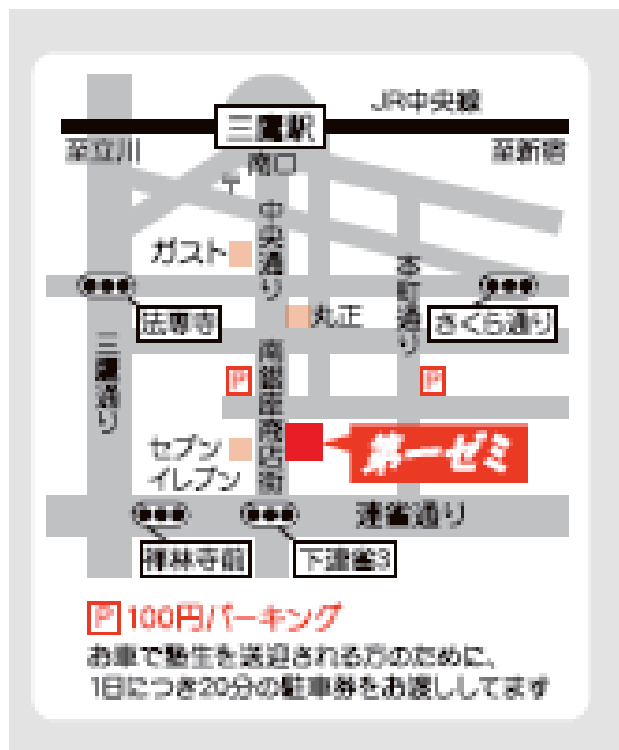 JR中央線
三鷹駅
至立川
至新宿
南口
〒
中央通り
ガスト
本町通り
法専寺
丸正
さくら通り
三鷹通り
南銀座商店街
P
P
セブン
イレブン
第一ゼミ
連雀通り
禅林寺前
下連雀3
P 100円パーキング
お車で塾生を送迎される方のために、
1日につき20分の駐車券をお渡ししてます